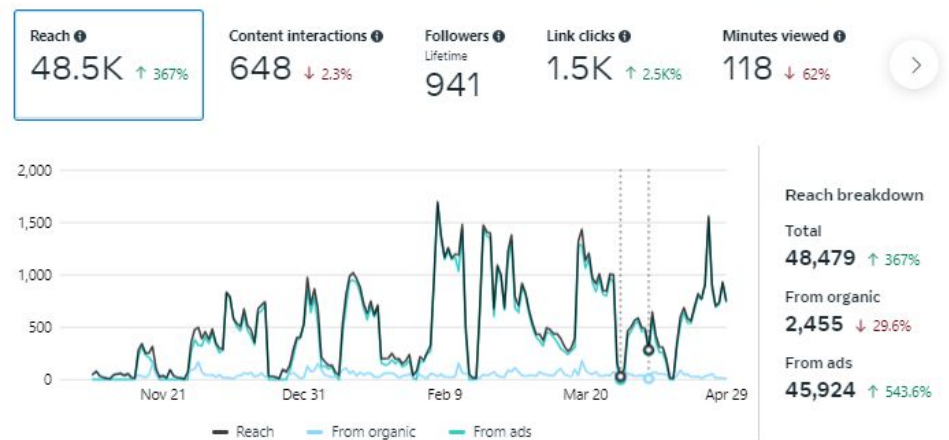 Reach
48.5K ↑ 367%
Content interactions
648 ↓ 2.3%
Followers
Lifetime
941
Link clicks
1.5K ↑ 2.5K%
Minutes viewed
118 ↓ 62%
2,000
1,500
1,000
500
0
Nov 21 Dec 31 Feb 9 Mar 20 Apr 29
Reach From organic From ads
Reach breakdown
Total
48,479 ↑ 367%
From organic
2,455 ↓ 29.6%
From ads
45,924 ↑ 543.6%